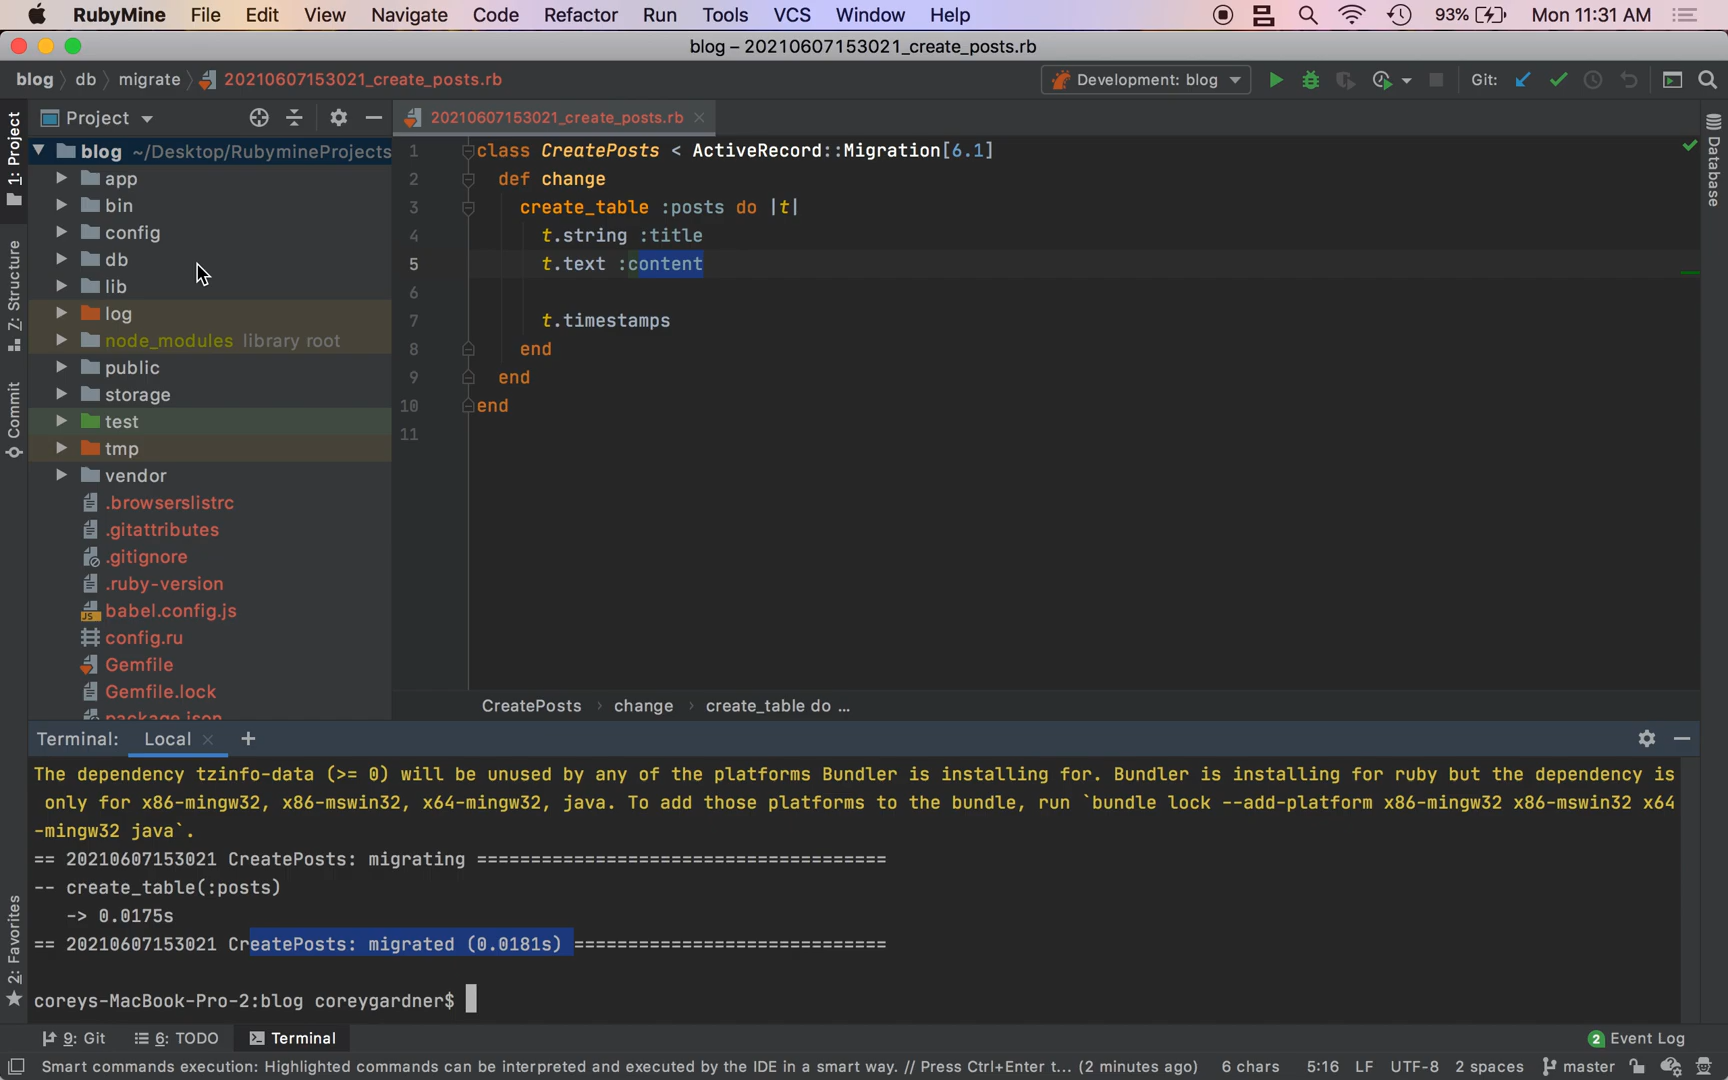 RubyMine File Edit View Navigate Code Refactor Run Tools VCS Window Help 93% Mon 11:31 AM
blog – 20210607153021_create_posts.rb
blog db migrate 20210607153021_create_posts.rb Development: blog Git:
1: Project
Z: Structure
Commit
2: Favorites
Project
blog ~/Desktop/RubymineProjects
app
bin
config
db
lib
log
node_modules library root
public
storage
test
tmp
vendor
.browserslistrc
.gitattributes
.gitignore
.ruby-version
JS babel.config.js
config.ru
Gemfile
Gemfile.lock
package.json
20210607153021_create_posts.rb
1 class CreatePosts < ActiveRecord::Migration[6.1]
2 def change
3 create_table :posts do |t|
4 t.string :title
5 t.text :content
6
7 t.timestamps
8 end
9 end
10 end
11
CreatePosts › change › create_table do ...
Database
Terminal: Local
The dependency tzinfo-data (>= 0) will be unused by any of the platforms Bundler is installing for. Bundler is installing for ruby but the dependency is
only for x86-mingw32, x86-mswin32, x64-mingw32, java. To add those platforms to the bundle, run `bundle lock --add-platform x86-mingw32 x86-mswin32 x64
-mingw32 java`.
== 20210607153021 CreatePosts: migrating ======================================
-- create_table(:posts)
-> 0.0175s
== 20210607153021 CreatePosts: migrated (0.0181s) =============================
coreys-MacBook-Pro-2:blog coreygardner$
9: Git 6: TODO Terminal 2 Event Log
Smart commands execution: Highlighted commands can be interpreted and executed by the IDE in a smart way. // Press Ctrl+Enter t... (2 minutes ago) 6 chars 5:16 LF UTF-8 2 spaces master